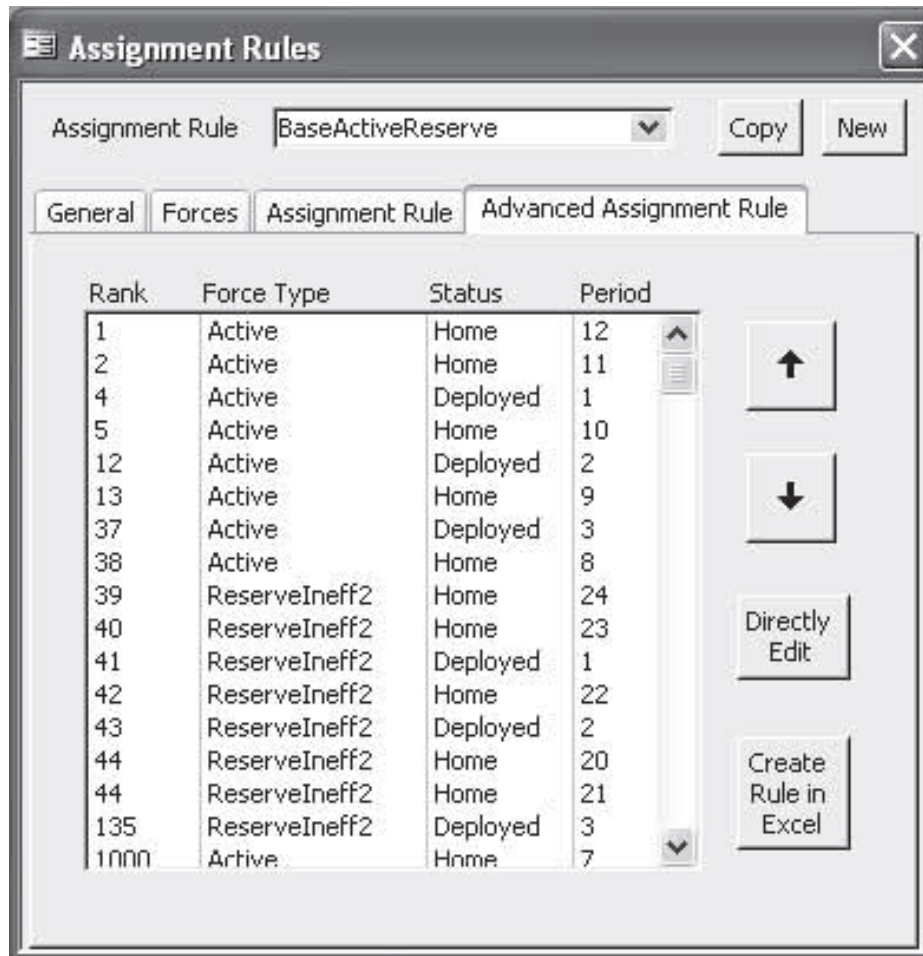 Assignment Rules
Assignment Rule BaseActiveReserve Copy New
General Forces Assignment Rule Advanced Assignment Rule
Rank Force Type Status Period
1 Active Home 12
2 Active Home 11
4 Active Deployed 1
5 Active Home 10
12 Active Deployed 2
13 Active Home 9
37 Active Deployed 3
38 Active Home 8
39 ReserveIneff2 Home 24
40 ReserveIneff2 Home 23
41 ReserveIneff2 Deployed 1
42 ReserveIneff2 Home 22
43 ReserveIneff2 Deployed 2
44 ReserveIneff2 Home 20
44 ReserveIneff2 Home 21
135 ReserveIneff2 Deployed 3
1000 Active Home 7
Directly
Edit
Create
Rule in
Excel